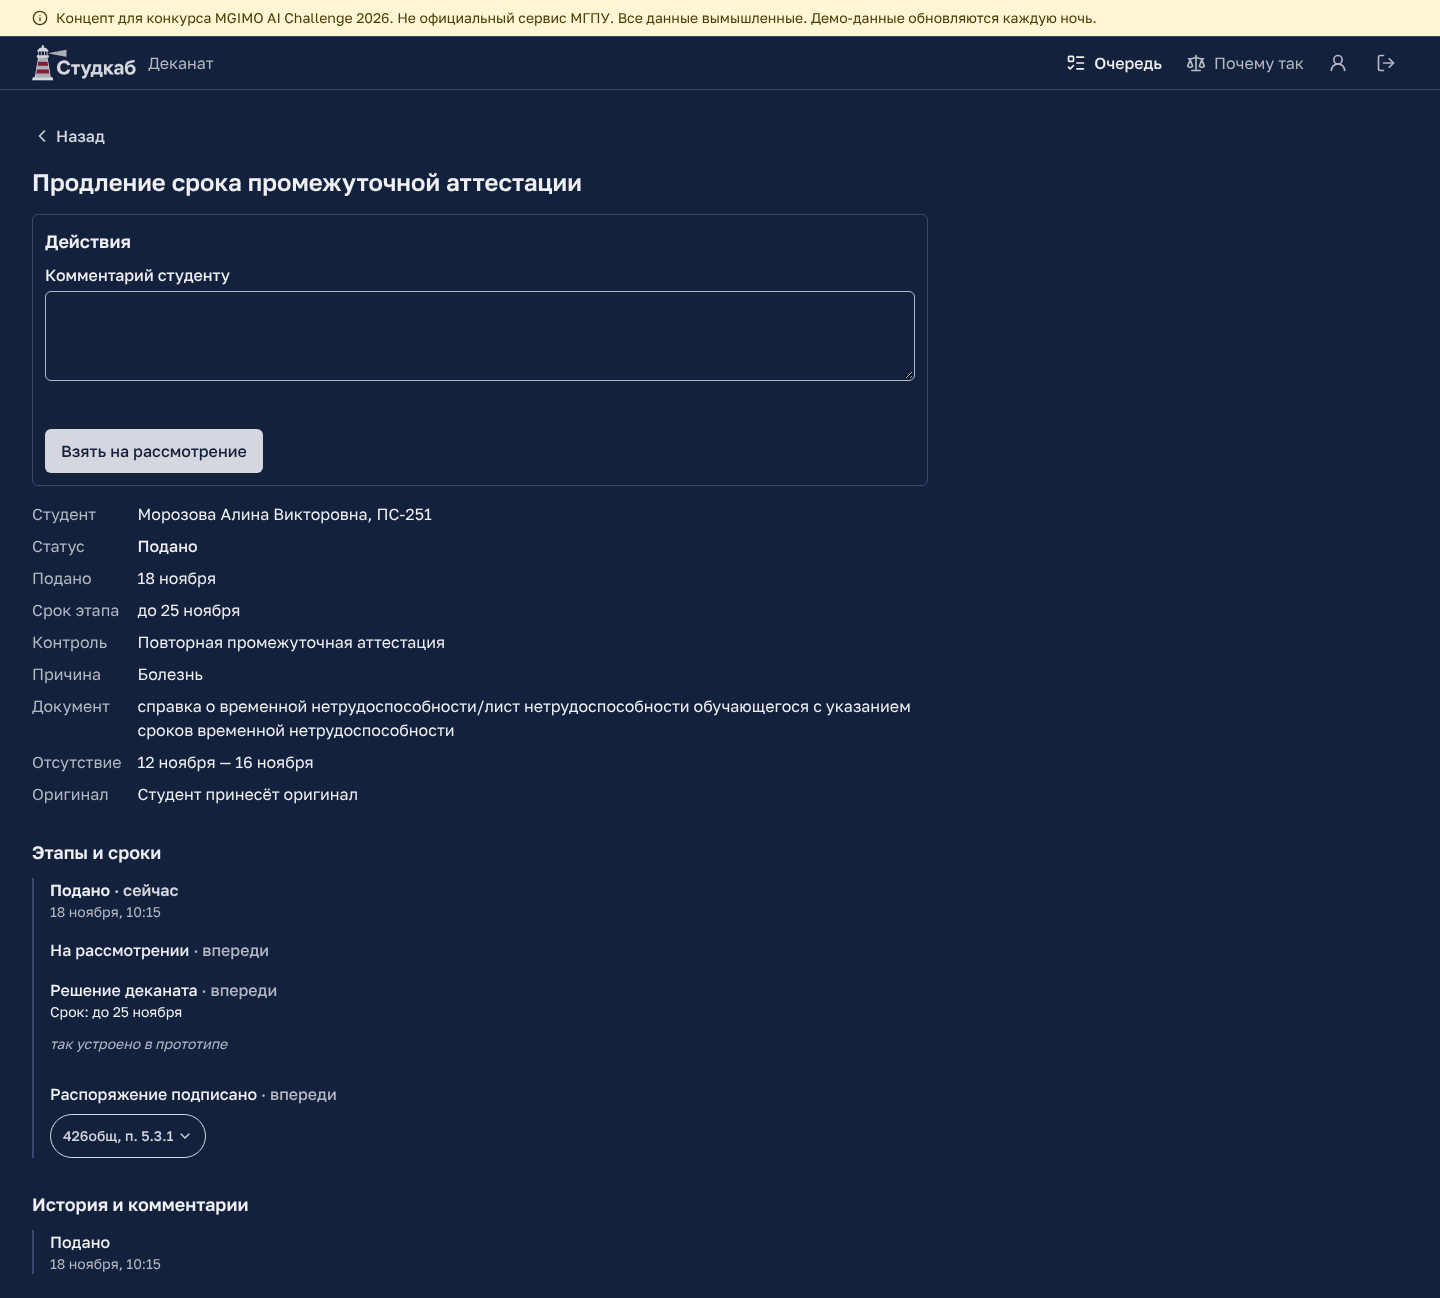 Концепт для конкурса MGIMO AI Challenge 2026. Не официальный сервис МГПУ. Все данные вымышленные. Демо-данные обновляются каждую ночь.
Студкаб Деканат Очередь Почему так
Назад
Продление срока промежуточной аттестации
Действия
Комментарий студенту
Взять на рассмотрение
Студент Морозова Алина Викторовна, ПС-251
Статус Подано
Подано 18 ноября
Срок этапа до 25 ноября
Контроль Повторная промежуточная аттестация
Причина Болезнь
Документ справка о временной нетрудоспособности/лист нетрудоспособности обучающегося с указанием
сроков временной нетрудоспособности
Отсутствие 12 ноября — 16 ноября
Оригинал Студент принесёт оригинал
Этапы и сроки
Подано · сейчас
18 ноября, 10:15
На рассмотрении · впереди
Решение деканата · впереди
Срок: до 25 ноября
так устроено в прототипе
Распоряжение подписано · впереди
426общ, п. 5.3.1
История и комментарии
Подано
18 ноября, 10:15